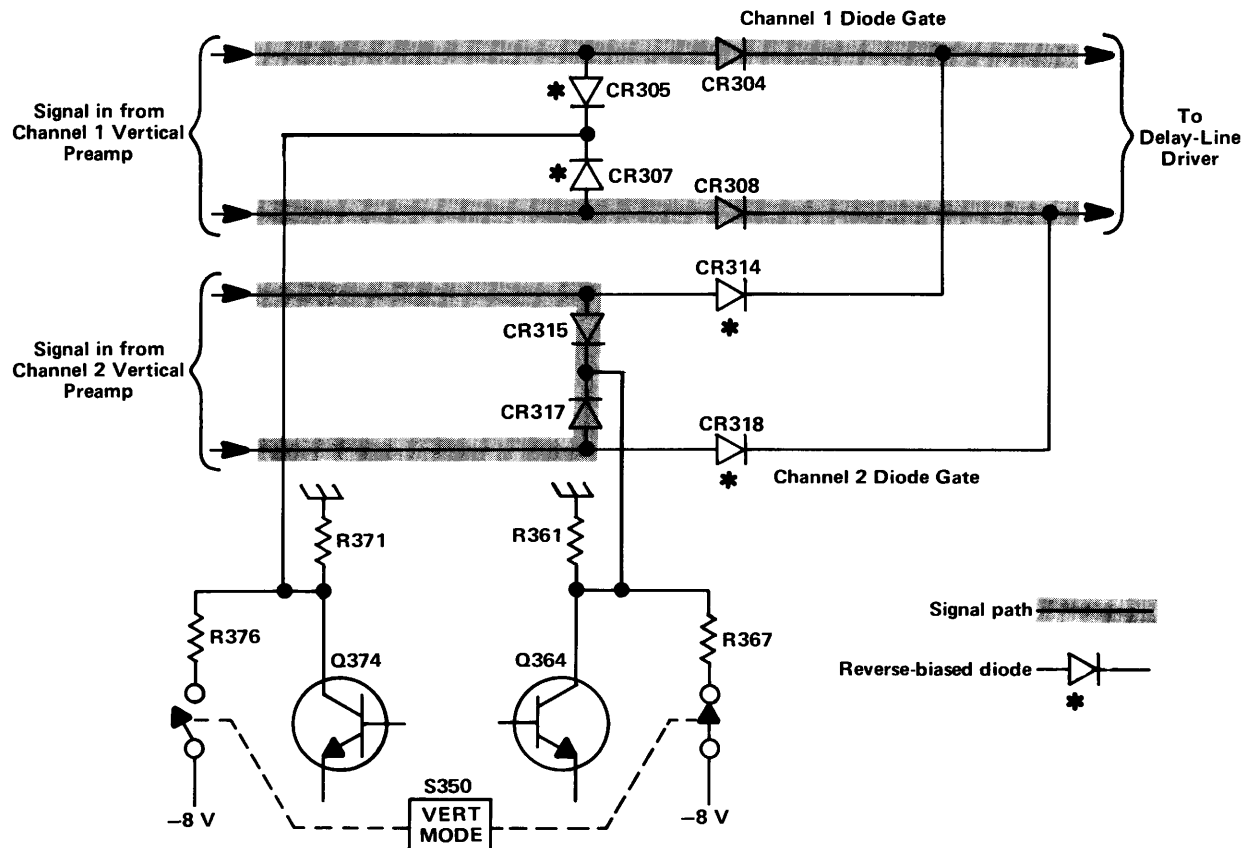 Channel 1 Diode Gate
CR304
Signal in from
Channel 1 Vertical
Preamp
* CR305
* CR307
CR308
To
Delay-Line
Driver
CR314
*
CR315
Signal in from
Channel 2 Vertical
Preamp
CR317
CR318
*
Channel 2 Diode Gate
R371
R361
R376
R367
Q374
Q364
Signal path
Reverse-biased diode
*
−8 V
−8 V
S350
VERT
MODE